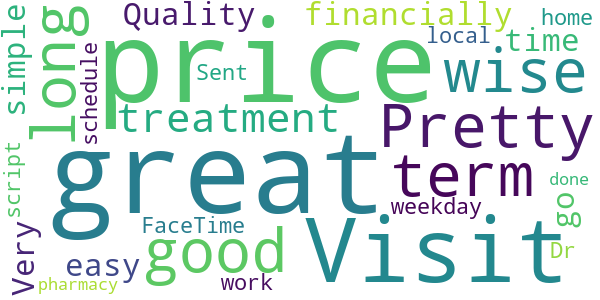 Quality
financially
home
simple
long
price
local
time
schedule
Sent
wise
treatment
Pretty
great
term
script
done
weekday
go
Very
FaceTime
Visit
good
easy
Dr
work
pharmacy